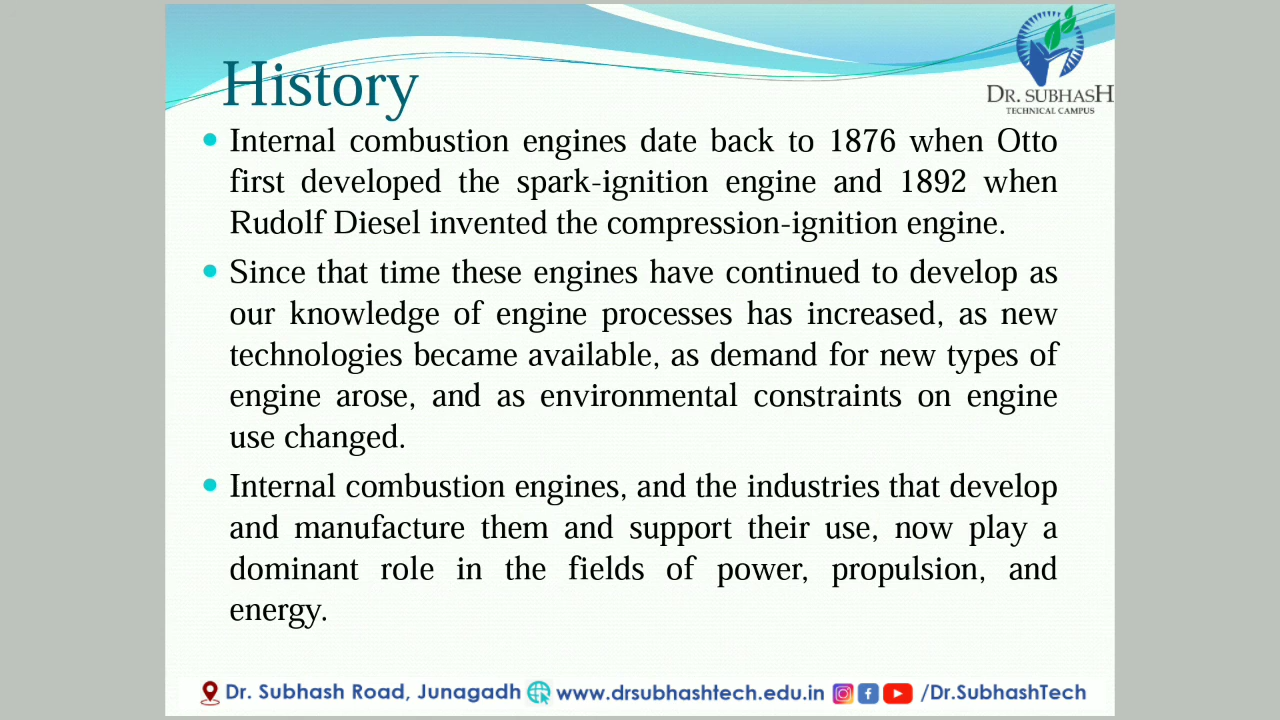 History
DR. SUBHASH
TECHNICAL CAMPUS
Internal combustion engines date back to 1876 when Otto
first developed the spark-ignition engine and 1892 when
Rudolf Diesel invented the compression-ignition engine.
Since that time these engines have continued to develop as
our knowledge of engine processes has increased, as new
technologies became available, as demand for new types of
engine arose, and as environmental constraints on engine
use changed.
Internal combustion engines, and the industries that develop
and manufacture them and support their use, now play a
dominant role in the fields of power, propulsion, and
energy.
Dr. Subhash Road, Junagadh www.drsubhashtech.edu.in /Dr.SubhashTech